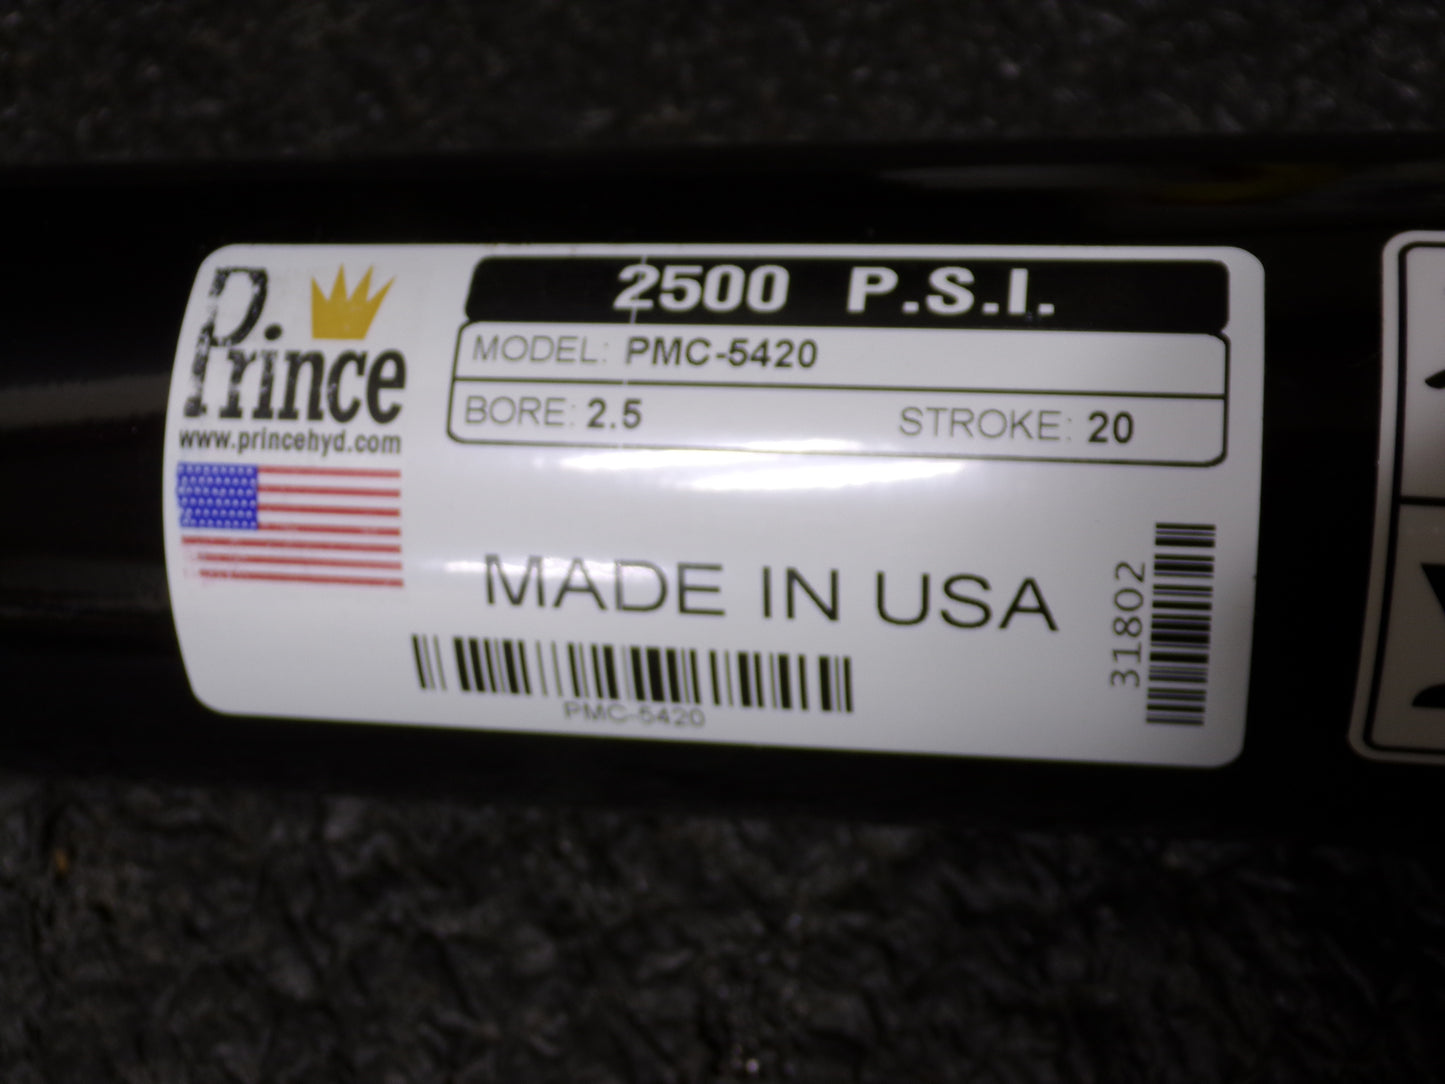 Prince
www.princehyd.com
2500 P.S.I.
MODEL: PMC-5420
BORE: 2.5 STROKE: 20
MADE IN USA
PMC-5420
31802